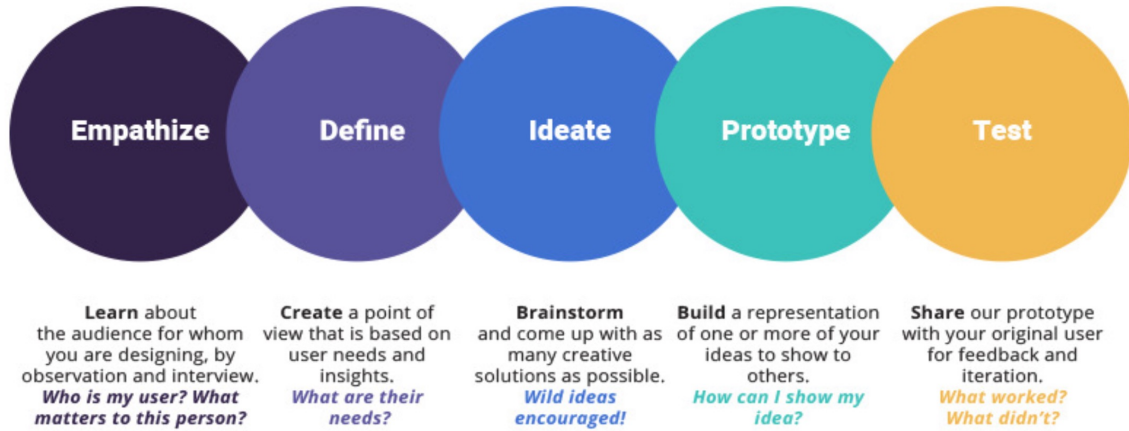 Empathize
Define
Ideate
Prototype
Test
Learn about
the audience for whom
you are designing, by
observation and interview.
Who is my user? What
matters to this person?
Create a point of
view that is based on
user needs and
insights.
What are their
needs?
Brainstorm
and come up with as
many creative
solutions as possible.
Wild ideas
encouraged!
Build a representation
of one or more of your
ideas to show to
others.
How can I show my
idea?
Share our prototype
with your original user
for feedback and
iteration.
What worked?
What didn't?